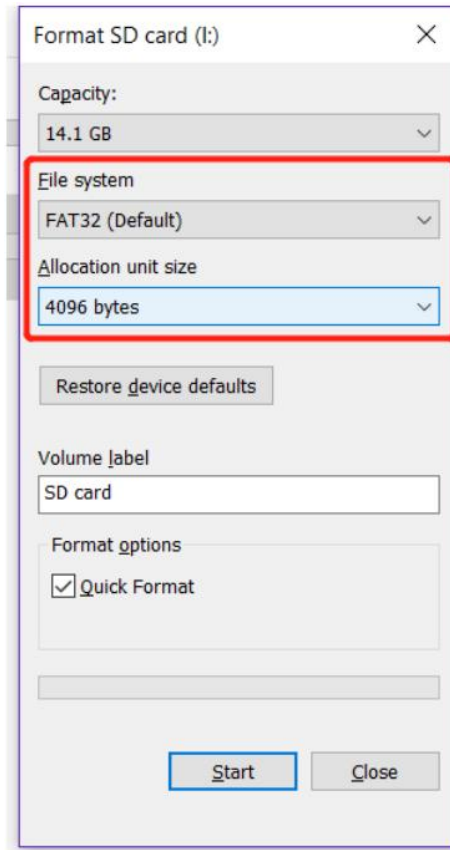 Format SD card (I:)
Capacity:
14.1 GB
File system
FAT32 (Default)
Allocation unit size
4096 bytes
Restore device defaults
Volume label
SD card
Format options
Quick Format
Start
Close